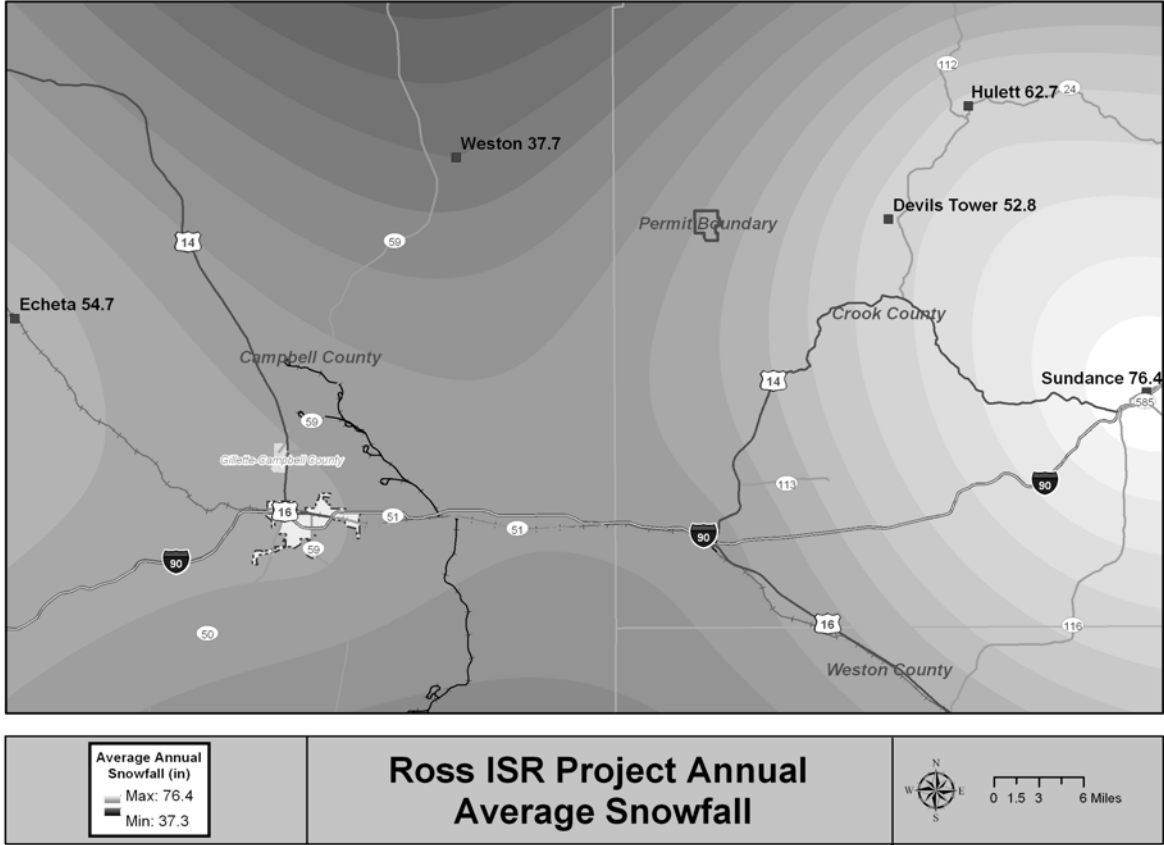 112
Hulett 62.7
24
Weston 37.7
Devils Tower 52.8
Permit Boundary
14
59
Echeta 54.7
Crook County
Campbell County
14
Sundance 76.4
585
59
Gillette-Campbell County
113
90
16
51
51
90
59
90
50
16
116
Weston County
Average Annual
Snowfall (in)
Max: 76.4
Min: 37.3
Ross ISR Project Annual
Average Snowfall
N
W E
S
0 1.5 3 6 Miles